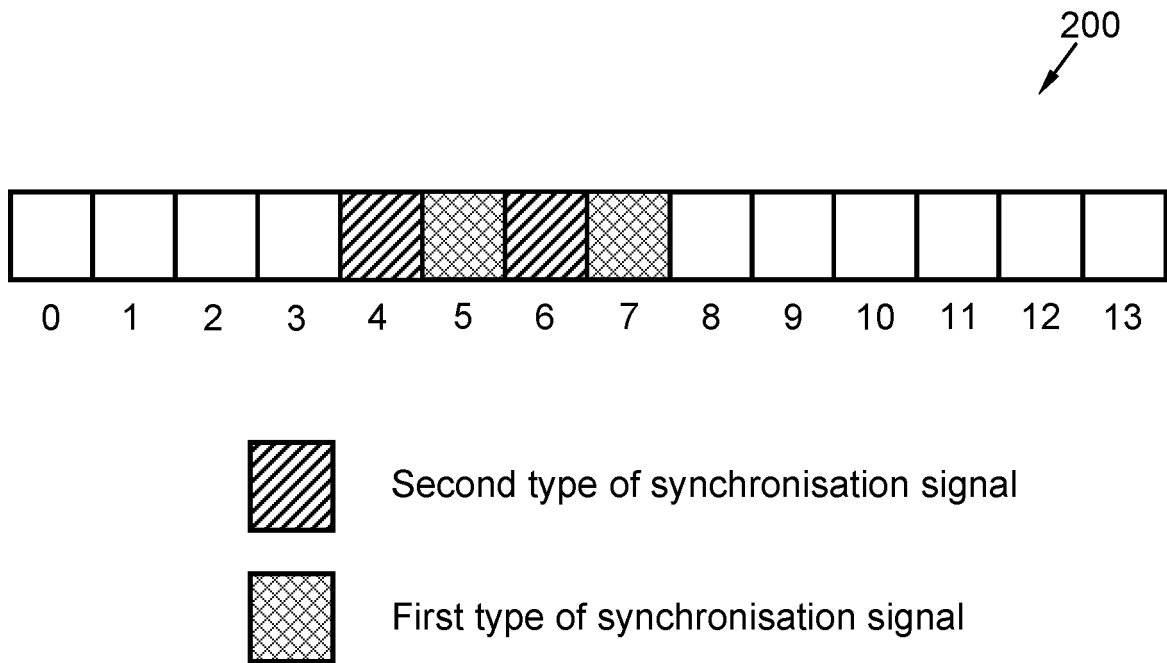 200
0 1 2 3 4 5 6 7 8 9 10 11 12 13
Second type of synchronisation signal
First type of synchronisation signal